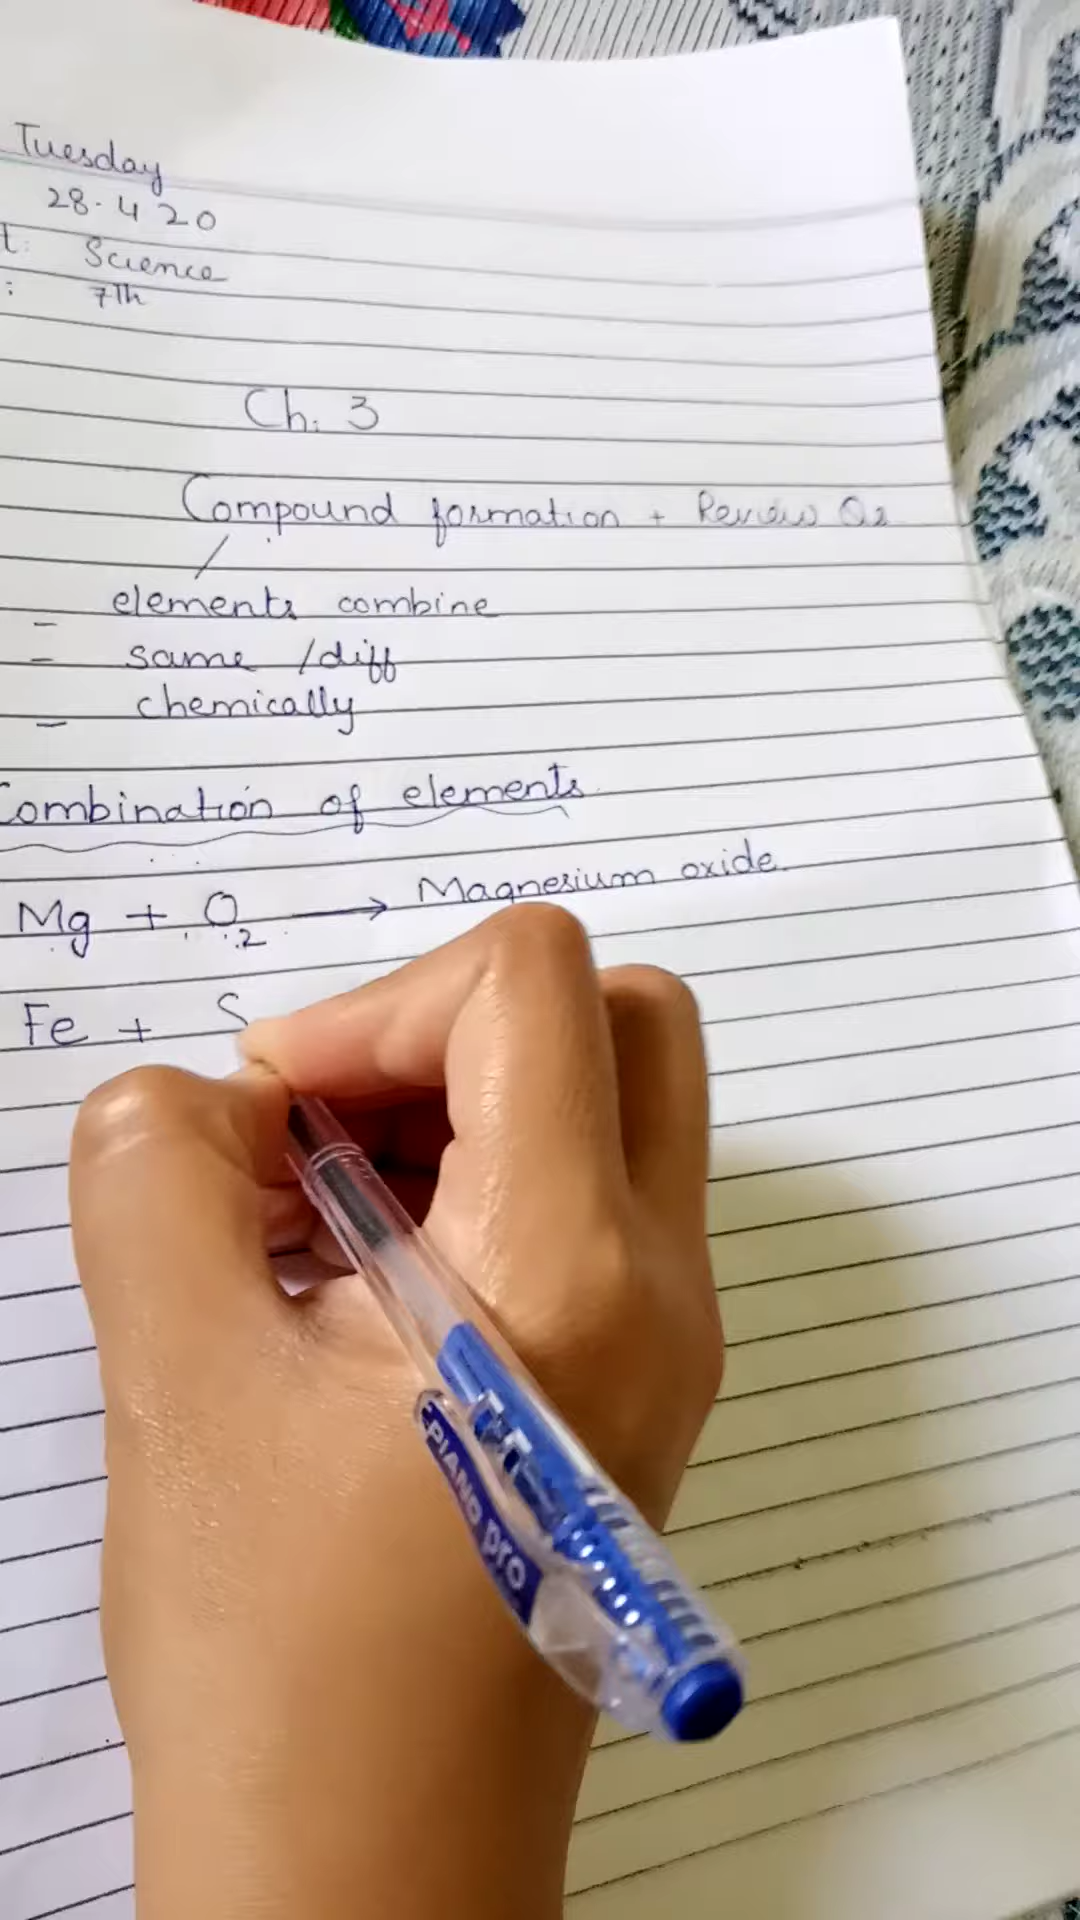 Tuesday
28.4 20
t: Science
: 7Th
Ch. 3
Compound formation + Review Q2
- elements combine
- same / diff
- chemically
Combination of elements
Mg + O2 → Magnesium oxide
Fe + S
PIANO pro